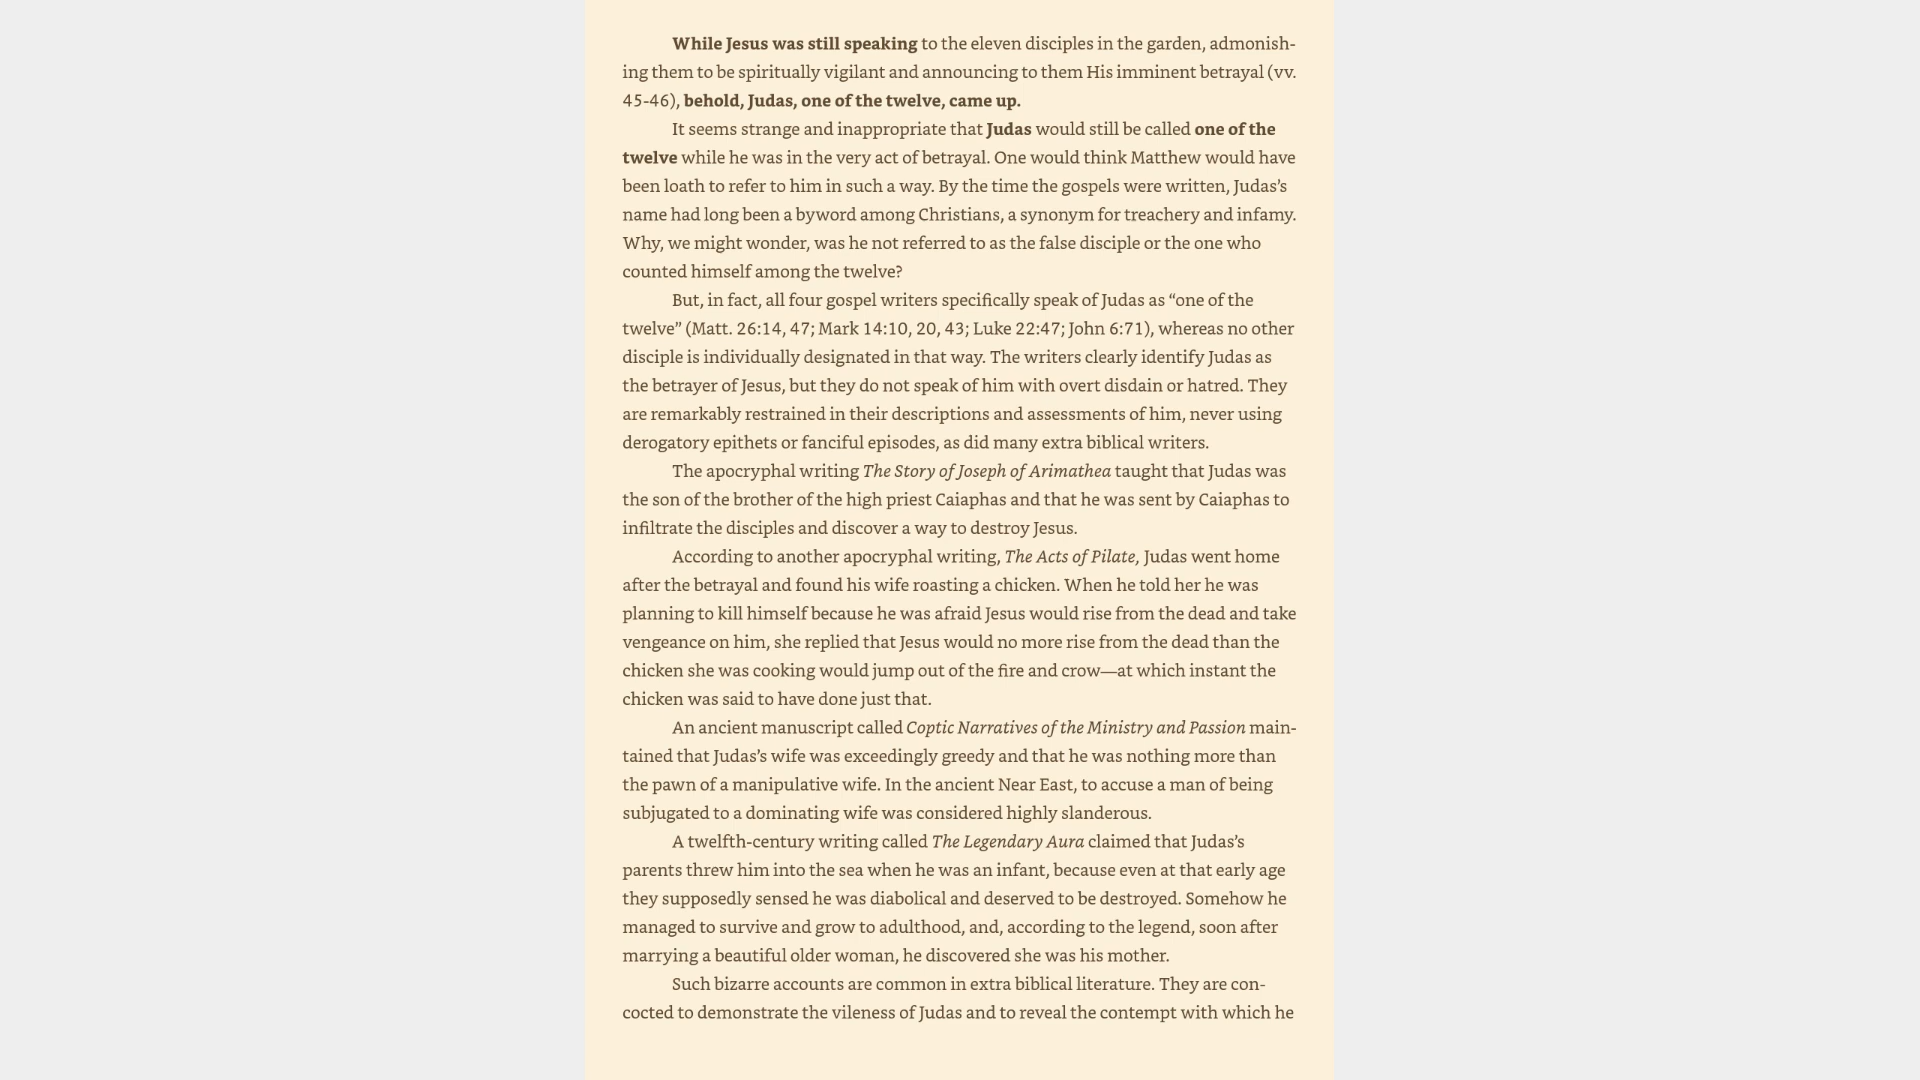 While Jesus was still speaking to the eleven disciples in the garden, admonish-
ing them to be spiritually vigilant and announcing to them His imminent betrayal (vv.
45-46), behold, Judas, one of the twelve, came up.
It seems strange and inappropriate that Judas would still be called one of the
twelve while he was in the very act of betrayal. One would think Matthew would have
been loath to refer to him in such a way. By the time the gospels were written, Judas’s
name had long been a byword among Christians, a synonym for treachery and infamy.
Why, we might wonder, was he not referred to as the false disciple or the one who
counted himself among the twelve?
But, in fact, all four gospel writers specifically speak of Judas as “one of the
twelve” (Matt. 26:14, 47; Mark 14:10, 20, 43; Luke 22:47; John 6:71), whereas no other
disciple is individually designated in that way. The writers clearly identify Judas as
the betrayer of Jesus, but they do not speak of him with overt disdain or hatred. They
are remarkably restrained in their descriptions and assessments of him, never using
derogatory epithets or fanciful episodes, as did many extra biblical writers.
The apocryphal writing The Story of Joseph of Arimathea taught that Judas was
the son of the brother of the high priest Caiaphas and that he was sent by Caiaphas to
infiltrate the disciples and discover a way to destroy Jesus.
According to another apocryphal writing, The Acts of Pilate, Judas went home
after the betrayal and found his wife roasting a chicken. When he told her he was
planning to kill himself because he was afraid Jesus would rise from the dead and take
vengeance on him, she replied that Jesus would no more rise from the dead than the
chicken she was cooking would jump out of the fire and crow—at which instant the
chicken was said to have done just that.
An ancient manuscript called Coptic Narratives of the Ministry and Passion main-
tained that Judas’s wife was exceedingly greedy and that he was nothing more than
the pawn of a manipulative wife. In the ancient Near East, to accuse a man of being
subjugated to a dominating wife was considered highly slanderous.
A twelfth-century writing called The Legendary Aura claimed that Judas’s
parents threw him into the sea when he was an infant, because even at that early age
they supposedly sensed he was diabolical and deserved to be destroyed. Somehow he
managed to survive and grow to adulthood, and, according to the legend, soon after
marrying a beautiful older woman, he discovered she was his mother.
Such bizarre accounts are common in extra biblical literature. They are con-
cocted to demonstrate the vileness of Judas and to reveal the contempt with which he